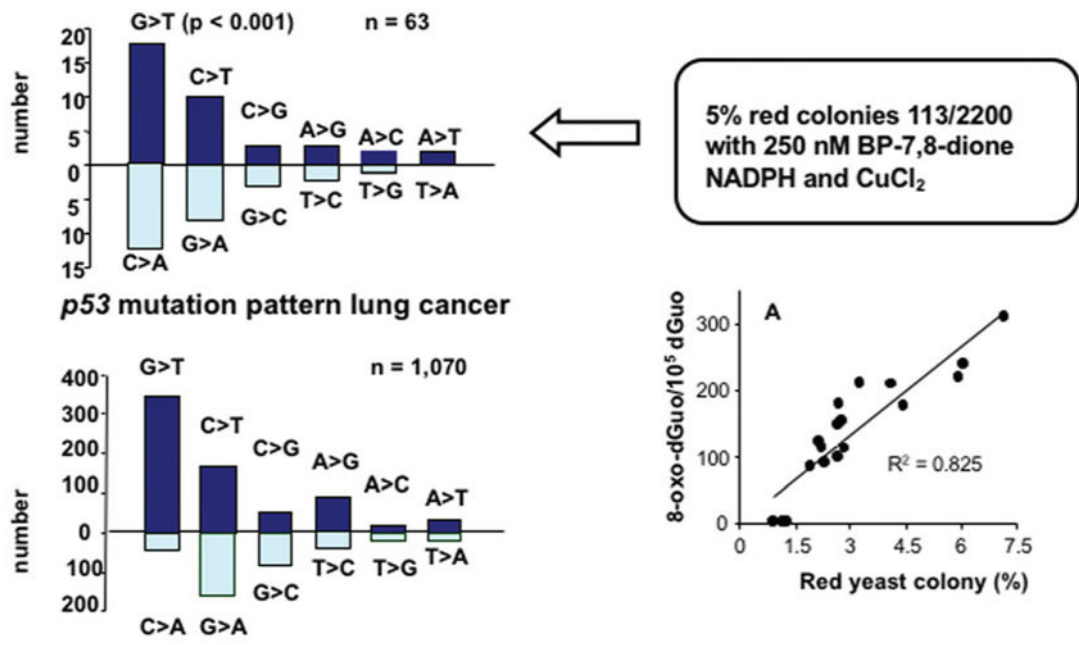 G>T (p < 0.001) n = 63
20
15
10
5
0
5
10
15
number
C>T
C>G
A>G
A>C
A>T
C>A
G>A
G>C
T>C
T>G
T>A
5% red colonies 113/2200
with 250 nM BP-7,8-dione
NADPH and CuCl₂
p53 mutation pattern lung cancer
G>T
n = 1,070
400
300
200
100
0
100
200
number
C>T
C>G
A>G
A>C
A>T
C>A
G>A
G>C
T>C
T>G
T>A
A
8-oxo-dGuo/10⁵ dGuo
300
200
100
0
R² = 0.825
0 1.5 3 4.5 6 7.5
Red yeast colony (%)